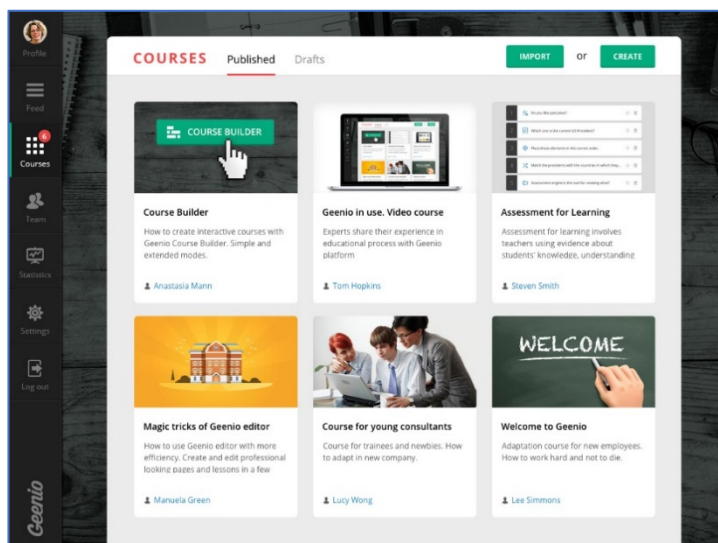 Profile
Feed
6
Courses
Team
Statistics
Settings
Log out
Geenio
COURSES Published Drafts IMPORT or CREATE
COURSE BUILDER
Course Builder
How to create interactive courses with
Geenio Course Builder. Simple and
extended modes.
Anastasia Mann
Geenio in use. Video course
Experts share their experience in
educational process with Geenio
platform
Tom Hopkins
Assessment for Learning
Assessment for learning involves
teachers using evidence about
students' knowledge, understanding
Steven Smith
Magic tricks of Geenio editor
How to use Geenio editor with more
efficiency. Create and edit professional
looking pages and lessons in a few
Manuela Green
Course for young consultants
Course for trainees and newbies. How
to adapt in new company.
Lucy Wong
WELCOME
Welcome to Geenio
Adaptation course for new employees.
How to work hard and not to die.
Lee Simmons